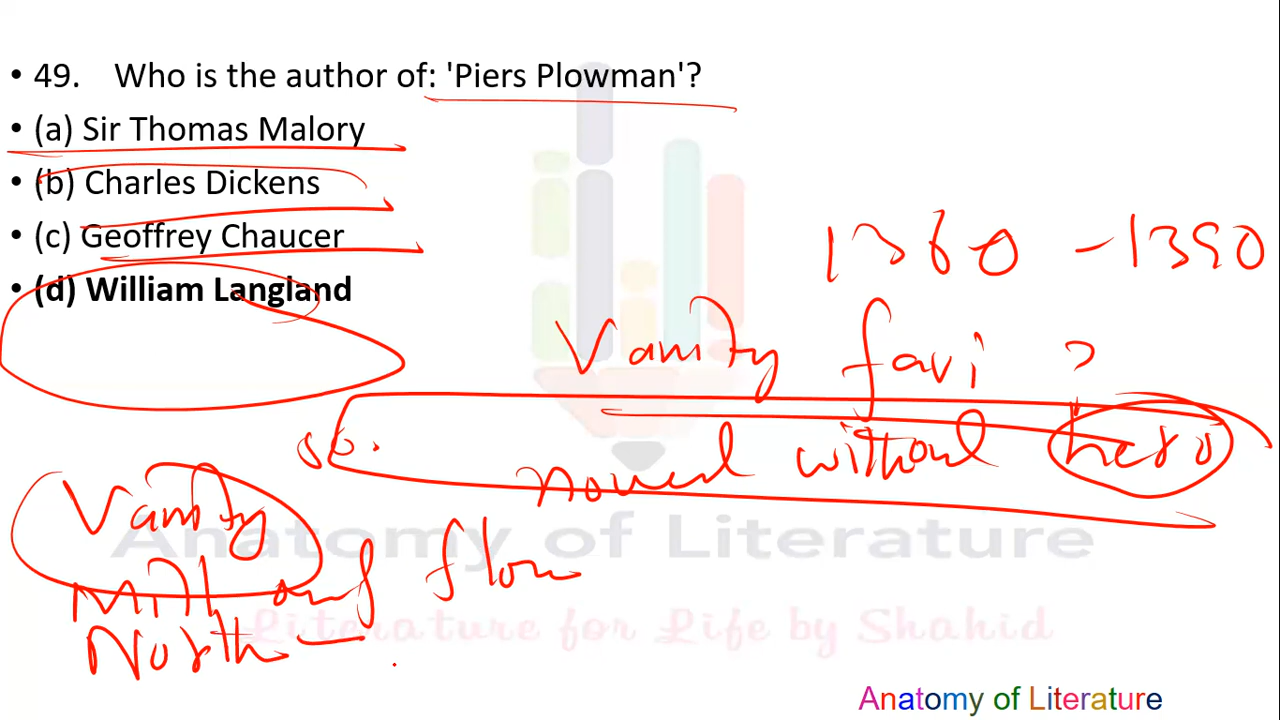 • 49. Who is the author of: 'Piers Plowman'?
• (a) Sir Thomas Malory
• (b) Charles Dickens
• (c) Geoffrey Chaucer
• (d) William Langland
1360 - 1390
Vanity fair ?
novel without hero
Vanity
Mill on flow
North
Anatomy of Literature
Literature for Life by Shahid
Anatomy of Literature